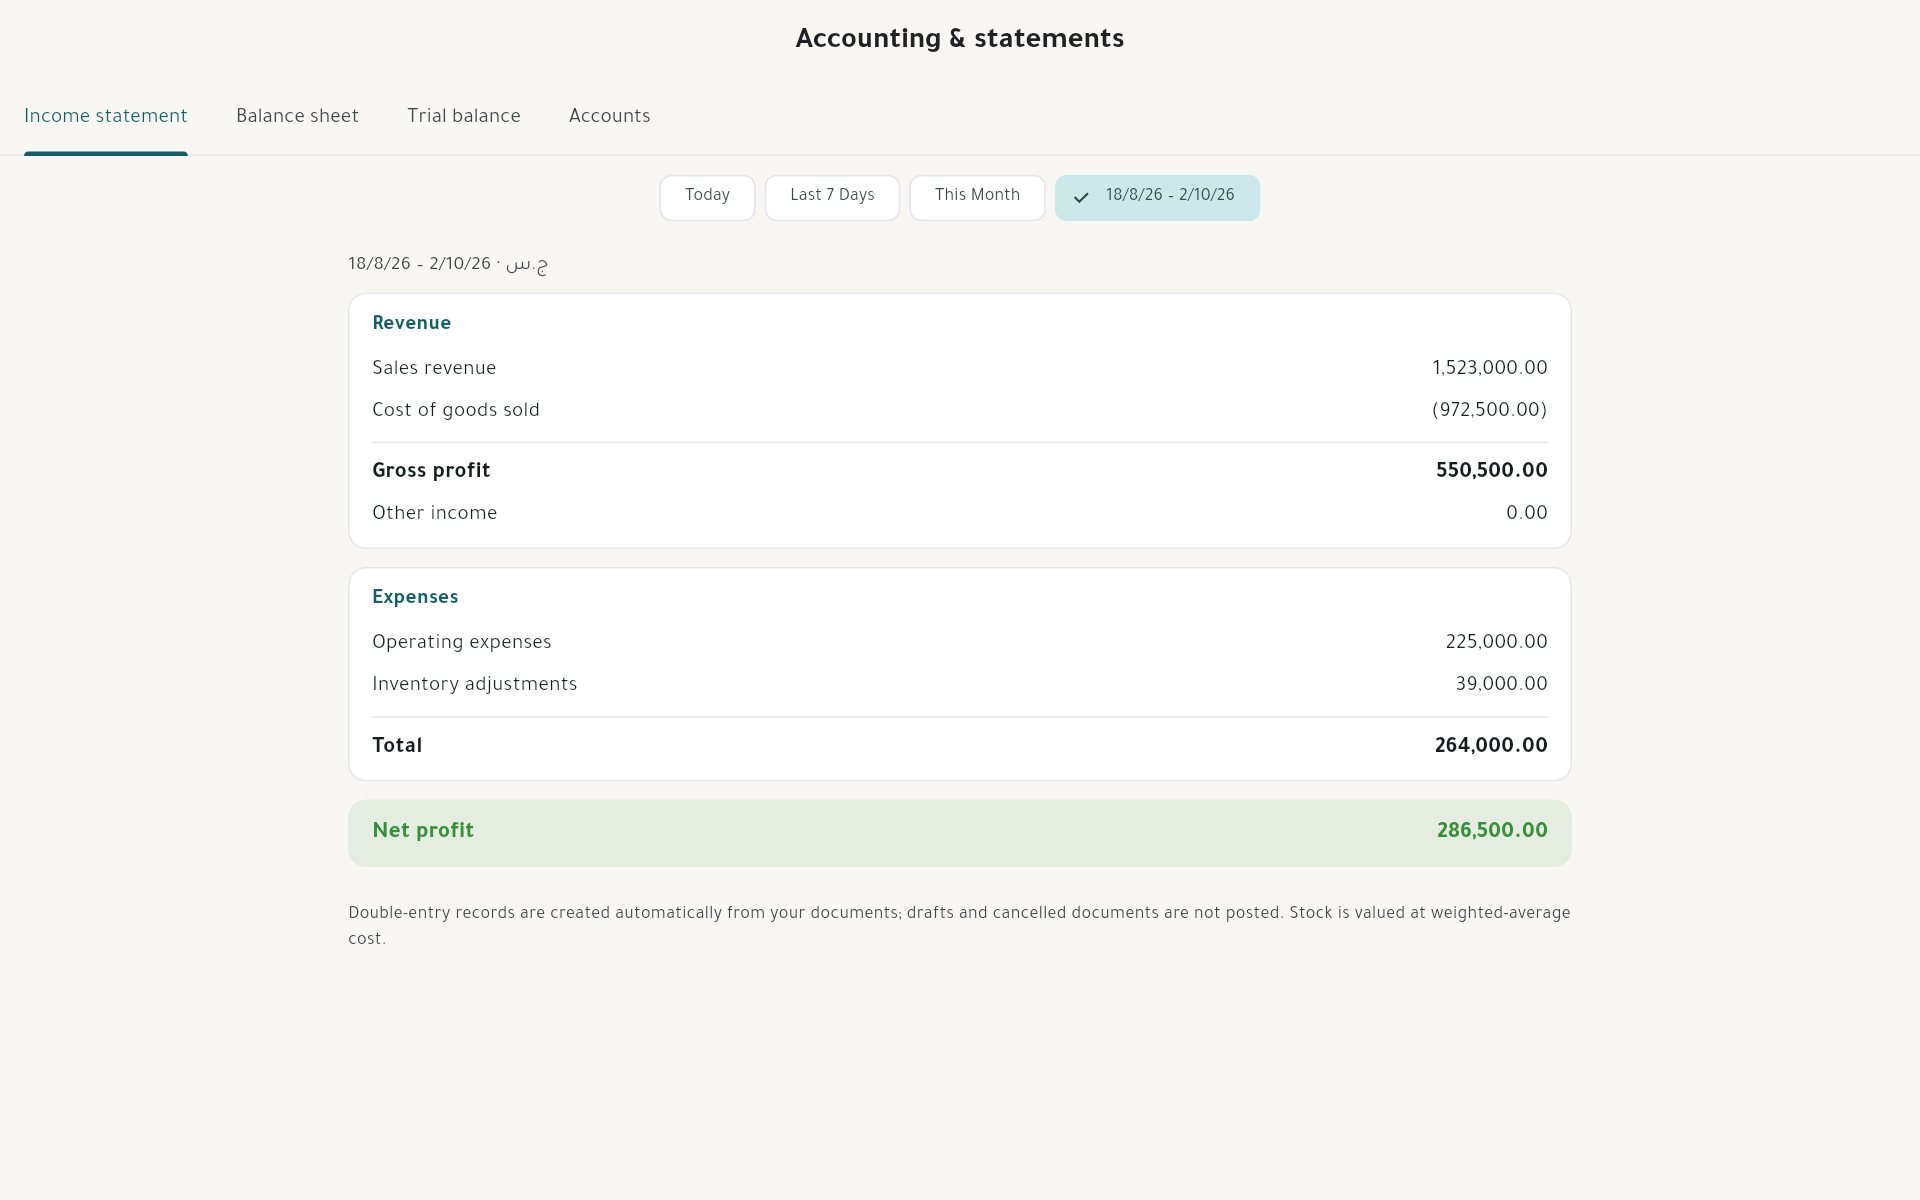 Accounting & statements
Income statement
Balance sheet
Trial balance
Accounts
Today
Last 7 Days
This Month
18/8/26 - 2/10/26
18/8/26 - 2/10/26 · ج.س
Revenue
Sales revenue 1,523,000.00
Cost of goods sold (972,500.00)
Gross profit 550,500.00
Other income 0.00
Expenses
Operating expenses 225,000.00
Inventory adjustments 39,000.00
Total 264,000.00
Net profit 286,500.00
Double-entry records are created automatically from your documents; drafts and cancelled documents are not posted. Stock is valued at weighted-average
cost.